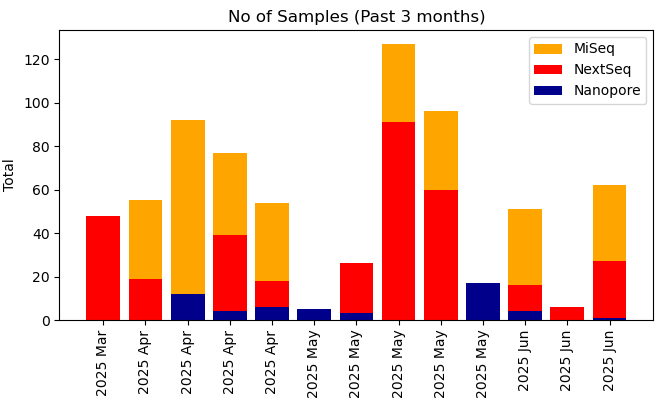 No of Samples (Past 3 months)
MiSeq
NextSeq
Nanopore
Total
120
100
80
60
40
20
0
2025 Mar
2025 Apr
2025 Apr
2025 Apr
2025 Apr
2025 May
2025 May
2025 May
2025 May
2025 May
2025 Jun
2025 Jun
2025 Jun